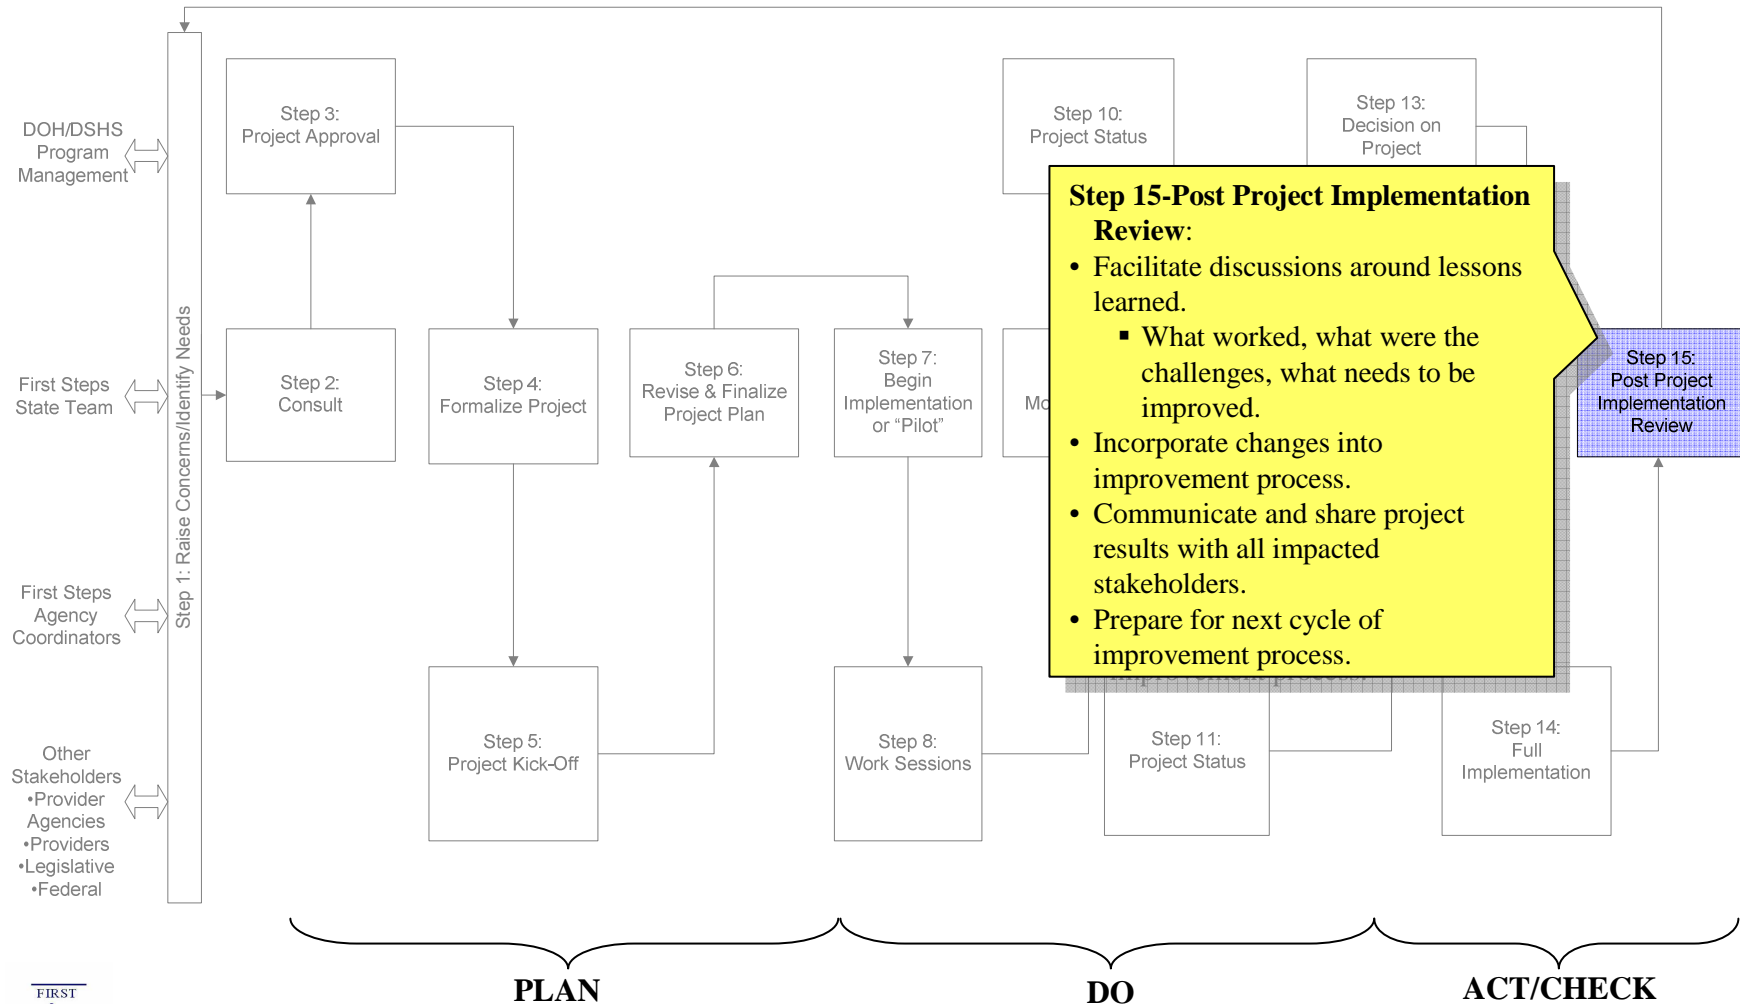 DOH/DSHS
Program
Management
First Steps
State Team
First Steps
Agency
Coordinators
Other
Stakeholders
•Provider
Agencies
•Providers
•Legislative
•Federal
Step 1: Raise Concerns/Identify Needs
Step 3:
Project Approval
Step 2:
Consult
Step 4:
Formalize Project
Step 5:
Project Kick-Off
Step 6:
Revise & Finalize
Project Plan
Step 7:
Begin
Implementation
or “Pilot”
Step 8:
Work Sessions
Step 10:
Project Status
Mo
Step 11:
Project Status
Step 13:
Decision on
Project
Step 14:
Full
Implementation
Step 15:
Post Project
Implementation
Review
Step 15-Post Project Implementation
Review:
• Facilitate discussions around lessons
learned.
▪ What worked, what were the
challenges, what needs to be
improved.
• Incorporate changes into
improvement process.
• Communicate and share project
results with all impacted
stakeholders.
• Prepare for next cycle of
improvement process.
PLAN
DO
ACT/CHECK
FIRST